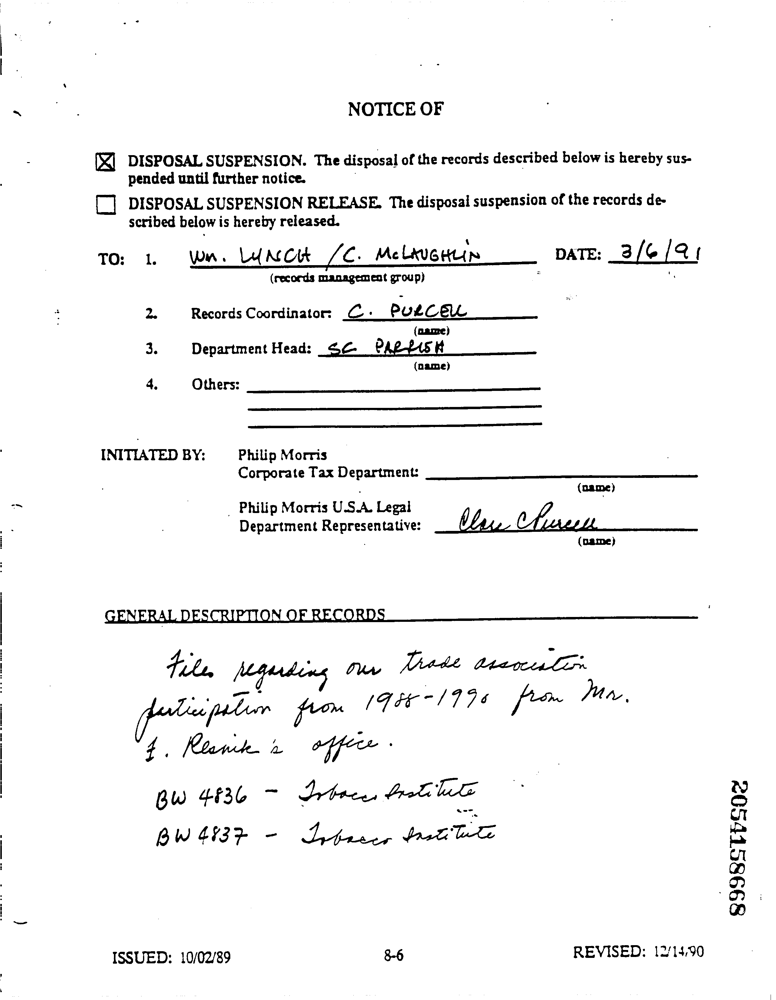 NOTICE OF
☒ DISPOSAL SUSPENSION. The disposal of the records described below is hereby sus-
pended until further notice.
☐ DISPOSAL SUSPENSION RELEASE. The disposal suspension of the records de-
scribed below is hereby released.
TO: 1. Wm. LYNCH / C. McLAUGHLIN DATE: 3/6/91
(records management group)
2. Records Coordinator: C. PURCELL
(name)
3. Department Head: SC PARRISH
(name)
4. Others:
INITIATED BY: Philip Morris
Corporate Tax Department:
(name)
Philip Morris U.S.A. Legal
Department Representative: Clare Purcell
(name)
GENERAL DESCRIPTION OF RECORDS
Files regarding our trade association
participation from 1988-1990 from Mr.
F. Resnik's office.
BW 4836 - Tobacco Institute
BW 4837 - Tobacco Institute
2054158668
ISSUED: 10/02/89 8-6 REVISED: 12/14/90